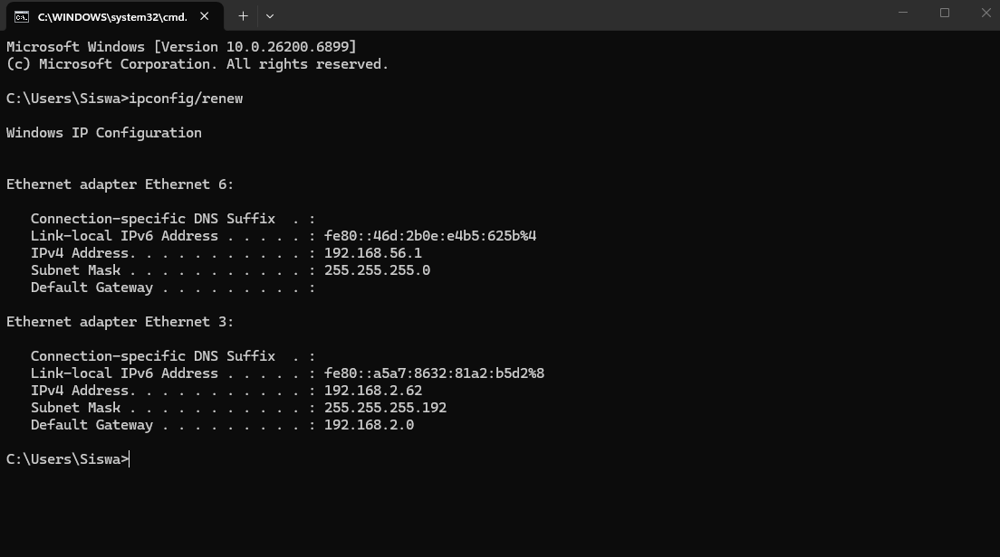 C:\WINDOWS\system32\cmd.
Microsoft Windows [Version 10.0.26200.6899]
(c) Microsoft Corporation. All rights reserved.
C:\Users\Siswa>ipconfig/renew
Windows IP Configuration
Ethernet adapter Ethernet 6:
Connection-specific DNS Suffix  . :
Link-local IPv6 Address . . . . . : fe80::46d:2b0e:e4b5:625b%4
IPv4 Address. . . . . . . . . . . : 192.168.56.1
Subnet Mask . . . . . . . . . . . : 255.255.255.0
Default Gateway . . . . . . . . . :
Ethernet adapter Ethernet 3:
Connection-specific DNS Suffix  . :
Link-local IPv6 Address . . . . . : fe80::a5a7:8632:81a2:b5d2%8
IPv4 Address. . . . . . . . . . . : 192.168.2.62
Subnet Mask . . . . . . . . . . . : 255.255.255.192
Default Gateway . . . . . . . . . : 192.168.2.0
C:\Users\Siswa>